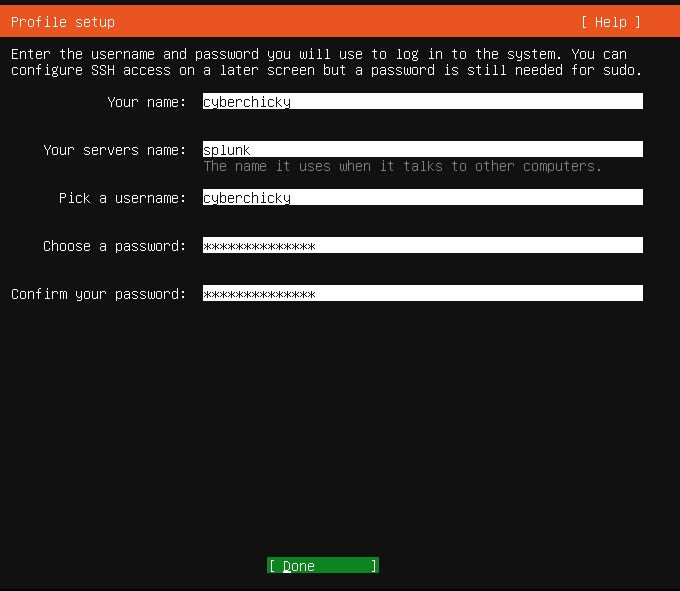 Profile setup [ Help ]
Enter the username and password you will use to log in to the system. You can
configure SSH access on a later screen but a password is still needed for sudo.
Your name: cyberchicky
Your servers name: splunk
The name it uses when it talks to other computers.
Pick a username: cyberchicky
Choose a password: **************
Confirm your password: **************
[ Done ]